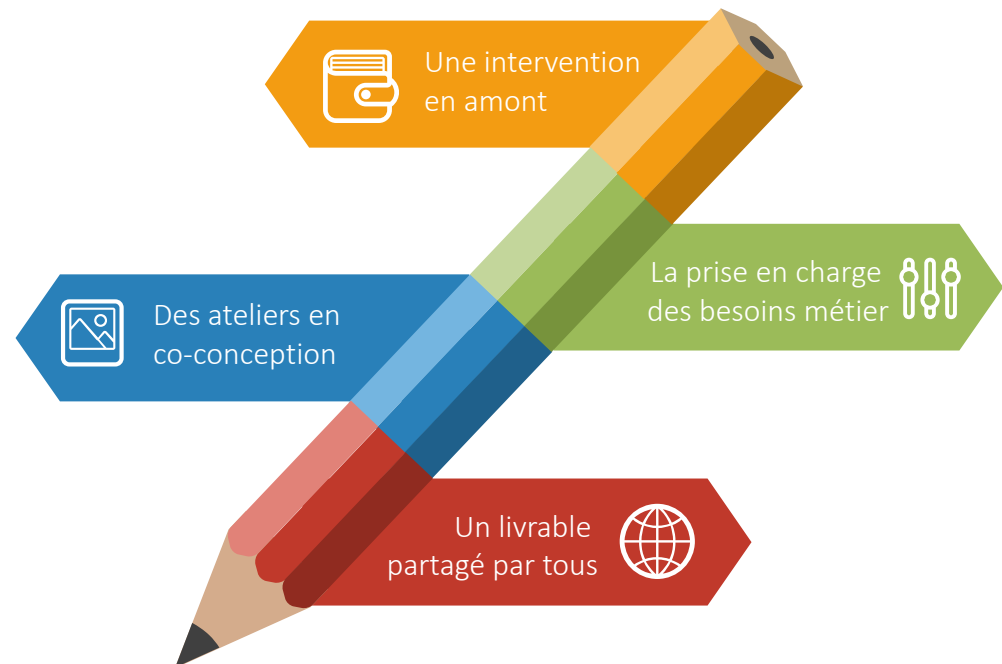 Une intervention
en amont
La prise en charge
des besoins métier
Des ateliers en
co-conception
Un livrable
partagé par tous